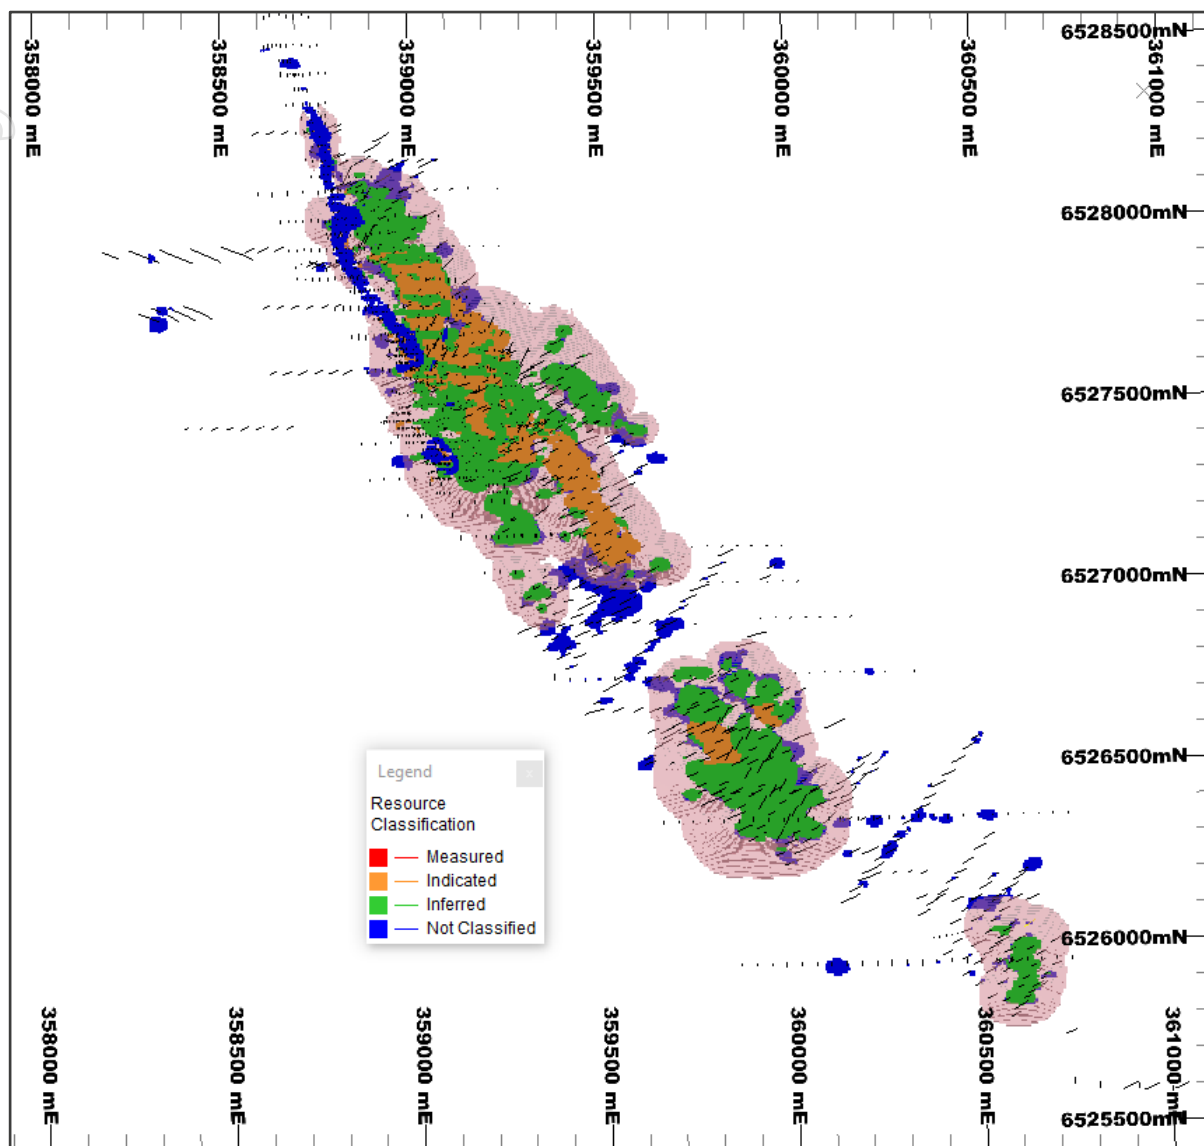 358000 mE
358500 mE
359000 mE
359500 mE
360000 mE
360500 mE
361000 mE
6528500mN
6528000mN
6527500mN
6527000mN
6526500mN
6526000mN
6525500mN
Legend
x
Resource
Classification
Measured
Indicated
Inferred
Not Classified
358000 mE
358500 mE
359000 mE
359500 mE
360000 mE
360500 mE
361000 mE